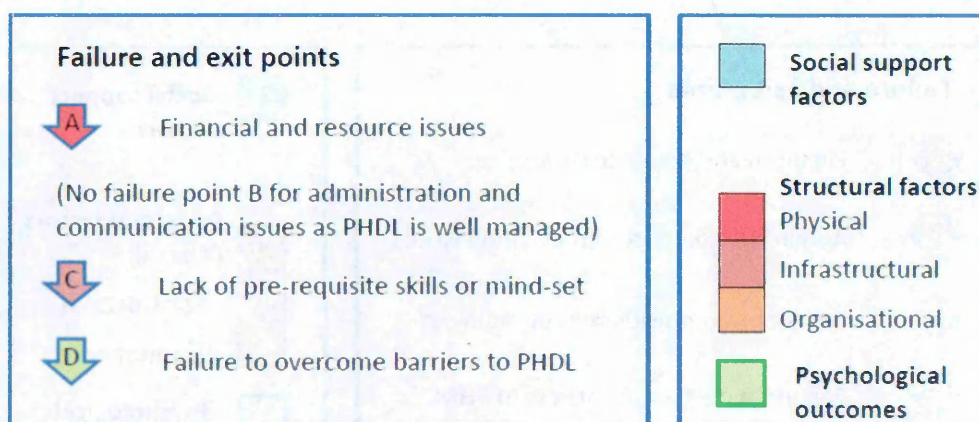 Failure and exit points
A Financial and resource issues
(No failure point B for administration and
communication issues as PHDL is well managed)
C Lack of pre-requisite skills or mind-set
D Failure to overcome barriers to PHDL
Social support
factors
Structural factors
Physical
Infrastructural
Organisational
Psychological
outcomes